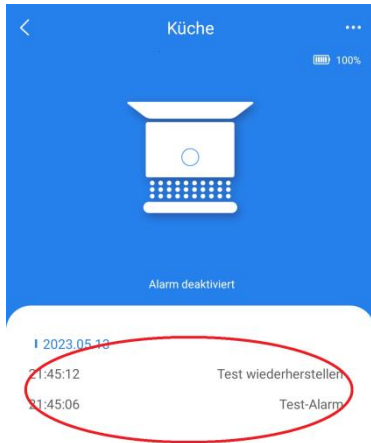 Küche
100%
Alarm deaktiviert
2023.05.13
21:45:12 Test wiederherstellen
21:45:06 Test-Alarm